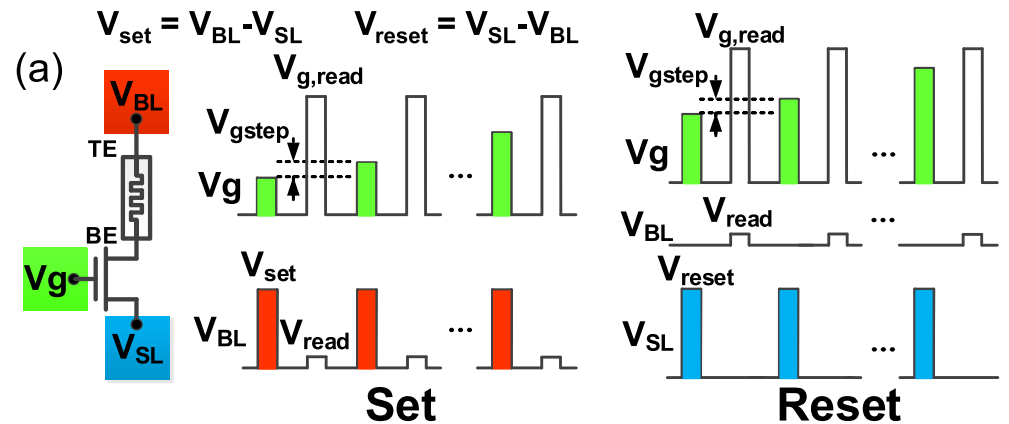 V_set = V_BL-V_SL
V_reset = V_SL-V_BL
(a)
V_BL
TE
BE
Vg
V_SL
V_g,read
V_gstep
Vg
...
V_set
V_BL
V_read
...
Set
V_g,read
V_gstep
Vg
...
V_read
...
V_BL
V_reset
V_SL
...
Reset